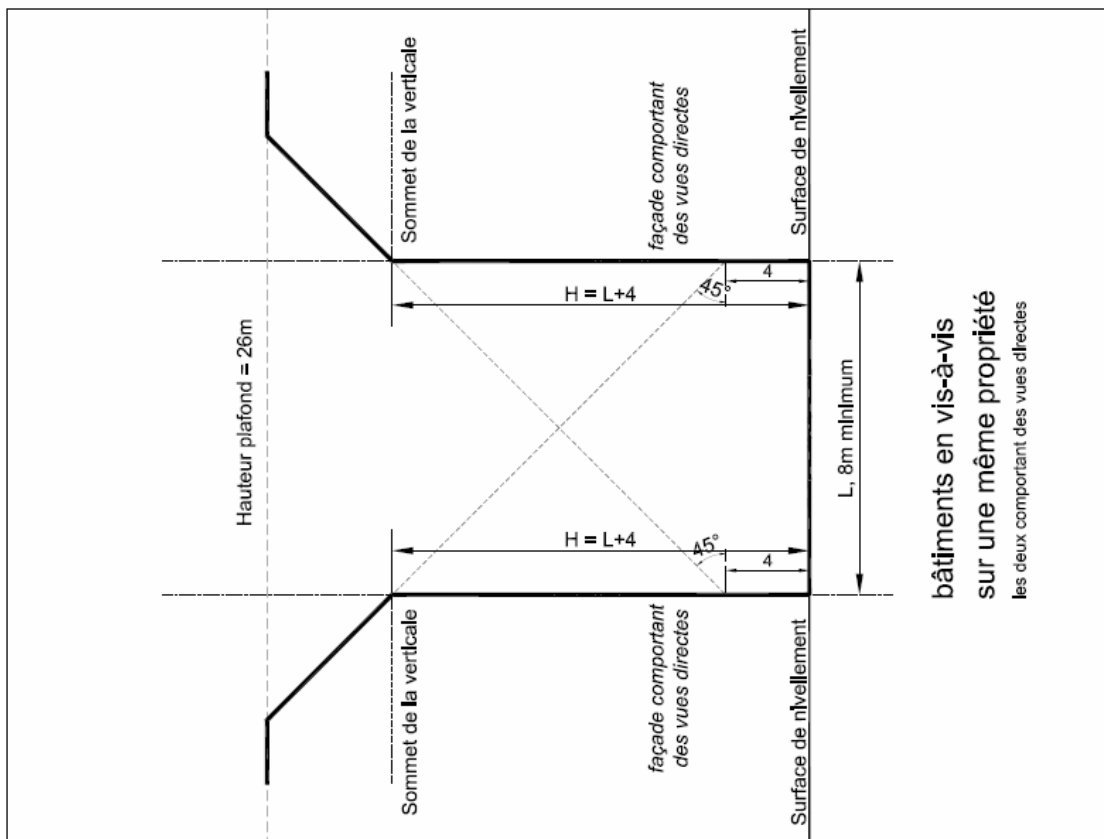 Hauteur plafond = 26m
Sommet de la verticale
Sommet de la verticale
H = L+4
H = L+4
façade comportant
des vues directes
façade comportant
des vues directes
45°
45°
4
4
Surface de nivellement
Surface de nivellement
L, 8m minimum
bâtiments en vis-à-vis
sur une même propriété
les deux comportant des vues directes